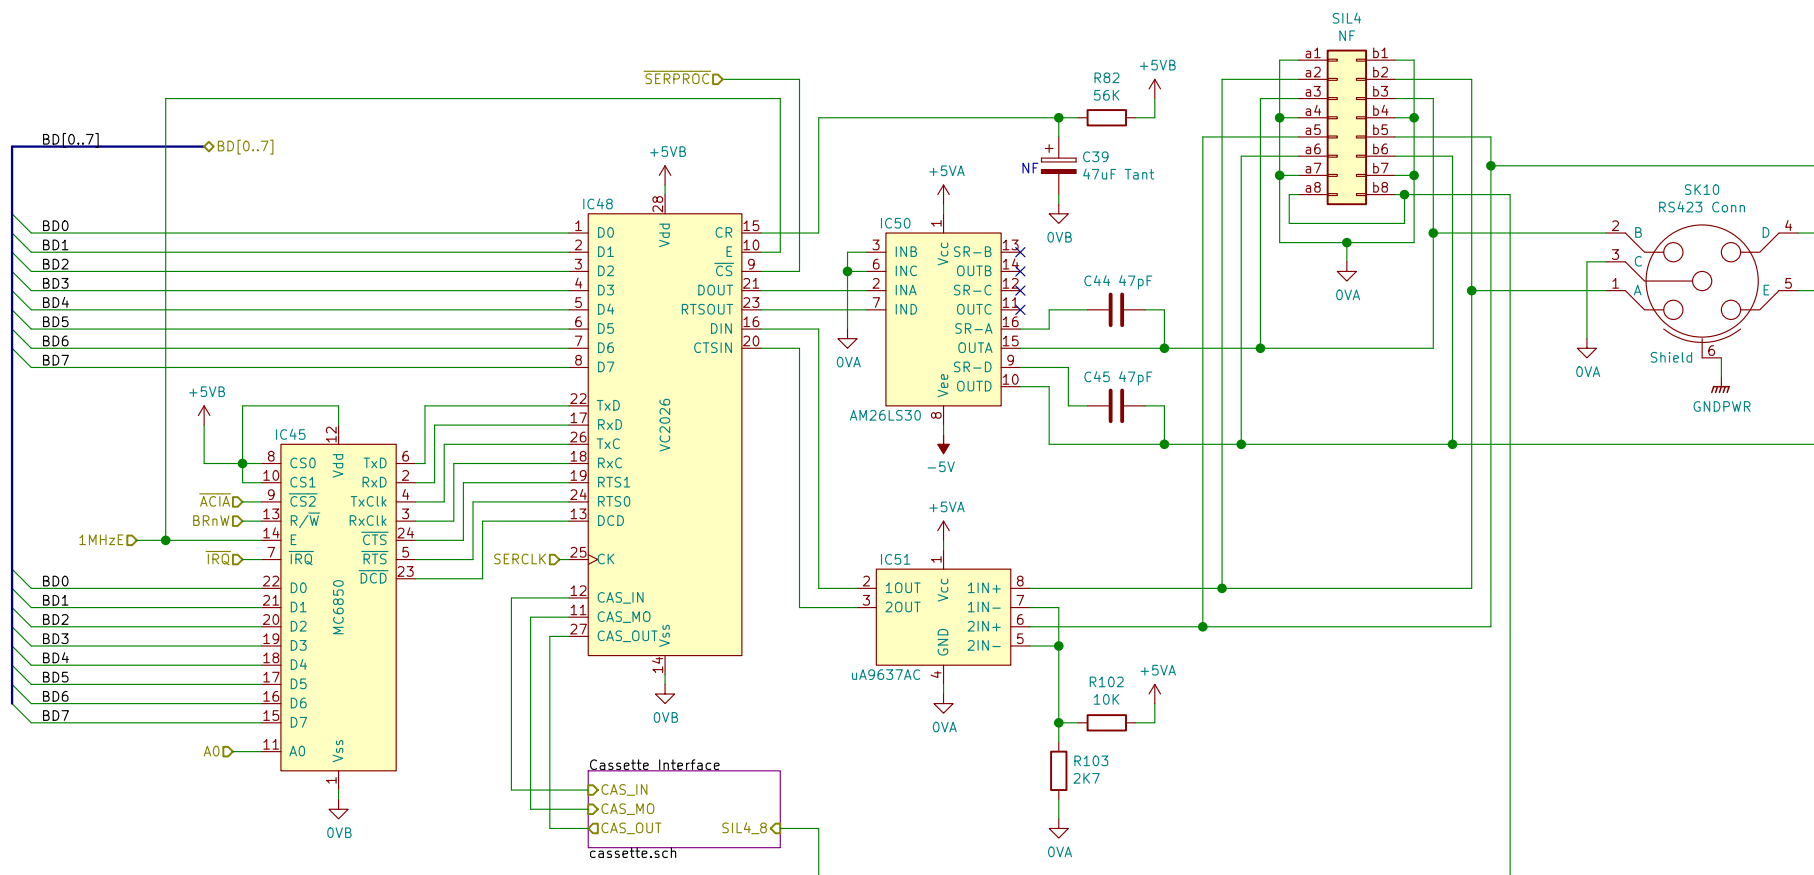 SIL4
NF
a1 b1
a2 b2
a3 b3
a4 b4
a5 b5
a6 b6
a7 b7
a8 b8
SERPROC
R82
56K
+5VB
BD[0..7]
BD[0..7]
+5VB
+
C39
NF
47uF Tant
0VB
+5VA
SK10
RS423 Conn
2 B D 4
3 C
1 A E 5
Shield 6
0VA
GNDPWR
0VA
IC48
28
Vdd
BD0 1 D0 CR 15
BD1 2 D1 E 10
BD2 3 D2 CS 9
BD3 4 D3 DOUT 21
BD4 5 D4 RTSOUT 23
BD5 6 D5 DIN 16
BD6 7 D6 CTSIN 20
BD7 8 D7
22 TxD
17 RxD
26 TxC
18 RxC
19 RTS1
24 RTS0
13 DCD
SERCLK 25 CK
12 CAS_IN
11 CAS_MO
27 CAS_OUT
VC2026
Vss
14
0VB
IC50
1
Vcc
3 INB SR-B 13
6 INC OUTB 14
2 INA SR-C 12
7 IND OUTC 11
SR-A 16
OUTA 15
SR-D 9
OUTD 10
Vee
AM26LS30
8
-5V
0VA
C44 47pF
C45 47pF
+5VB
IC45
12
Vdd
8 CS0 TxD 6
10 CS1 RxD 2
ACIA 9 CS2 TxClk 4
BRnW 13 R/W RxClk 3
1MHzE 14 E CTS 24
IRQ 7 IRQ RTS 5
DCD 23
BD0 22 D0
BD1 21 D1
BD2 20 D2
BD3 19 D3
BD4 18 D4
BD5 17 D5
BD6 16 D6
BD7 15 D7
A0 11 A0
MC6850
Vss
1
0VB
+5VA
IC51
1
Vcc
2 1OUT 1IN+ 8
3 2OUT 1IN- 7
2IN+ 6
2IN- 5
GND
uA9637AC
4
0VA
R102
10K
+5VA
R103
2K7
0VA
Cassette Interface
CAS_IN
CAS_MO
CAS_OUT SIL4_8
cassette.sch